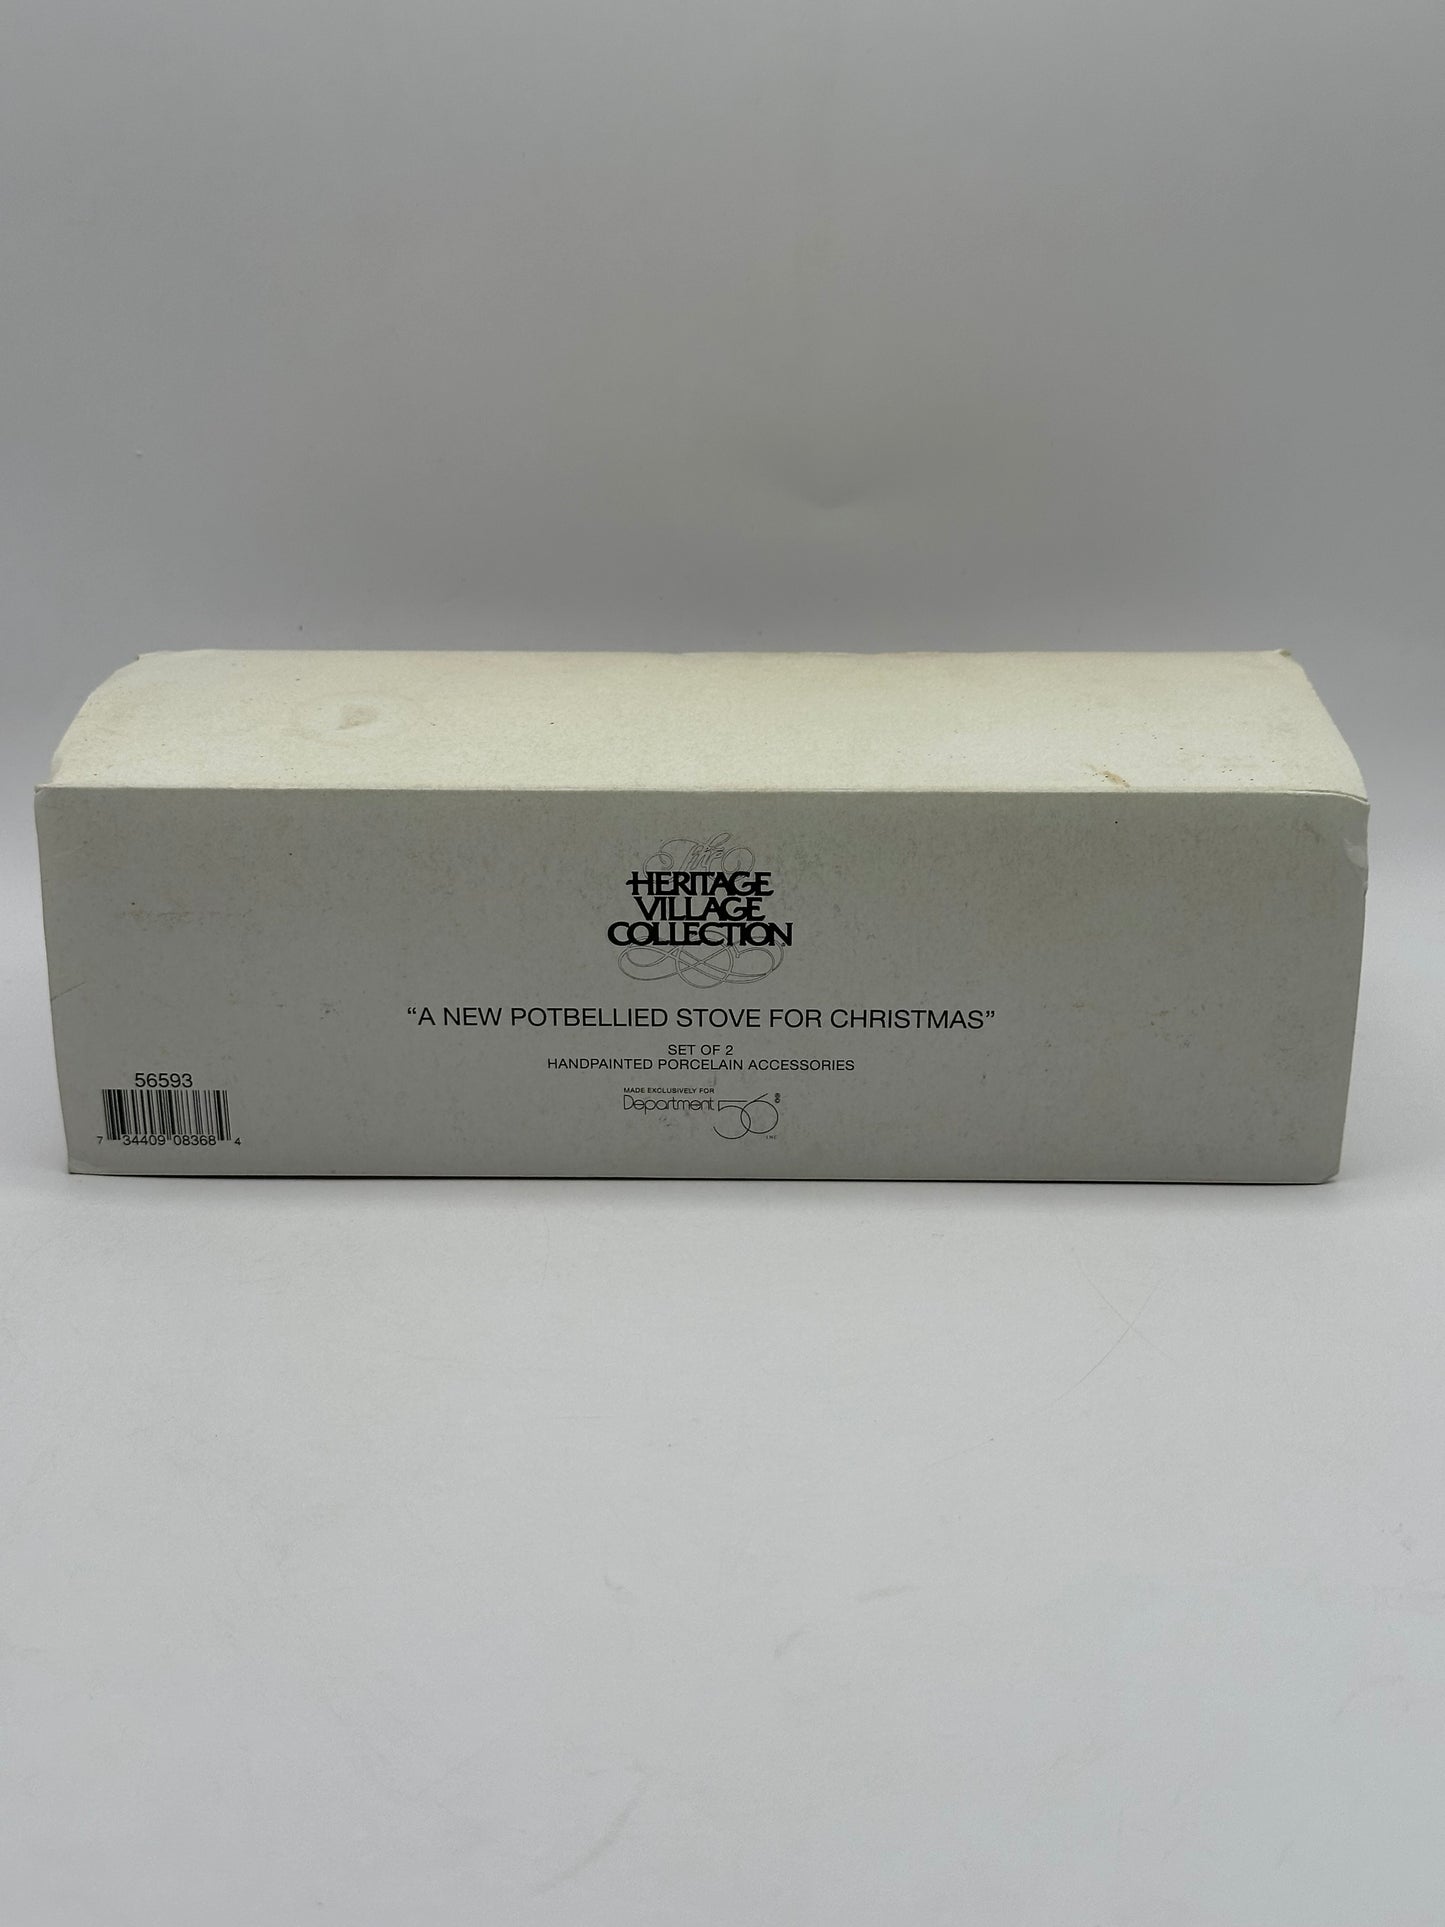 The
HERITAGE
VILLAGE
COLLECTION
“A NEW POTBELLIED STOVE FOR CHRISTMAS”
SET OF 2
HANDPAINTED PORCELAIN ACCESSORIES
MADE EXCLUSIVELY FOR
Department 56 ®
INC
56593
7 34409 08368 4